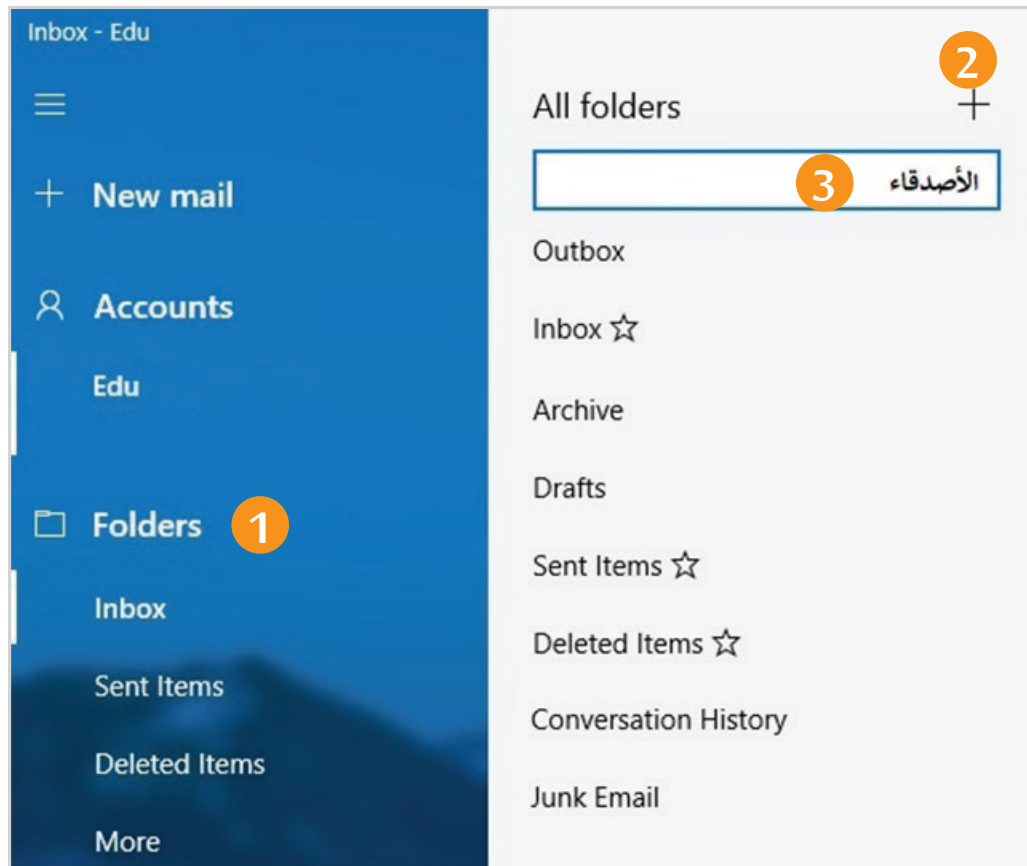 Inbox - Edu
+ New mail
Accounts
Edu
Folders 1
Inbox
Sent Items
Deleted Items
More
2
All folders +
3 الأصدقاء
Outbox
Inbox ☆
Archive
Drafts
Sent Items ☆
Deleted Items ☆
Conversation History
Junk Email